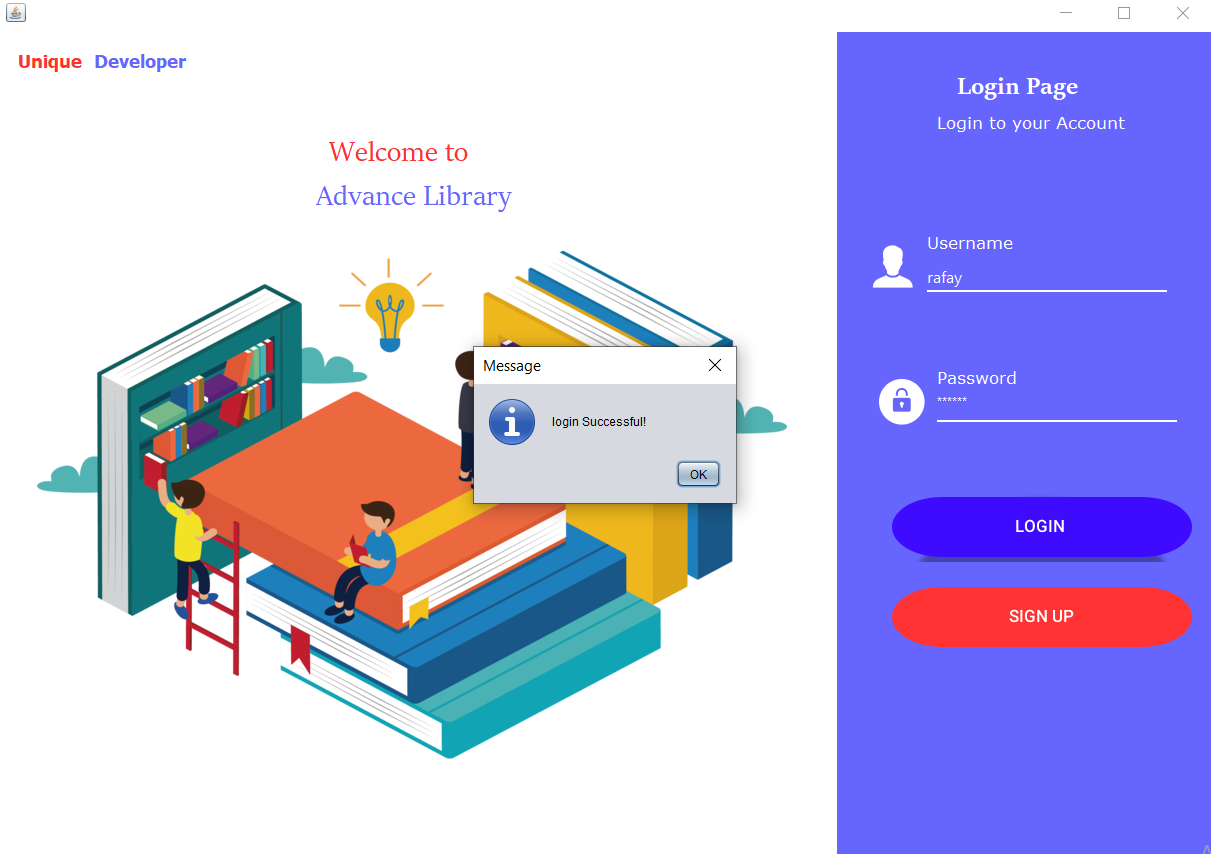 Unique Developer
Welcome to
Advance Library
Message
login Successful!
OK
Login Page
Login to your Account
Username
rafay
Password
******
LOGIN
SIGN UP